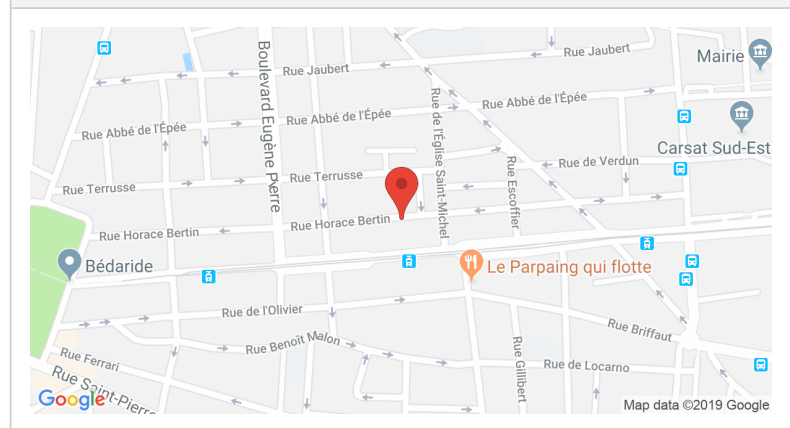 Rue Jaubert
Rue Jaubert
Mairie
Boulevard Eugène Pierre
Rue Abbé de l'Épée
Rue Abbé de l'Épée
Rue Abbé de l'Épée
Rue de l'Église Saint-Michel
Carsat Sud-Est
Rue de Verdun
Rue Escoffier
Rue Terrusse
Rue Terrusse
Rue Horace Bertin
Rue Horace Bertin
Bédaride
Le Parpaing qui flotte
Rue de l'Olivier
Rue Briffaut
Rue Benoît Malon
Rue Ferrari
Rue Gillibert
Rue de Locarno
Rue Saint-Pierre
Google
Map data ©2019 Google